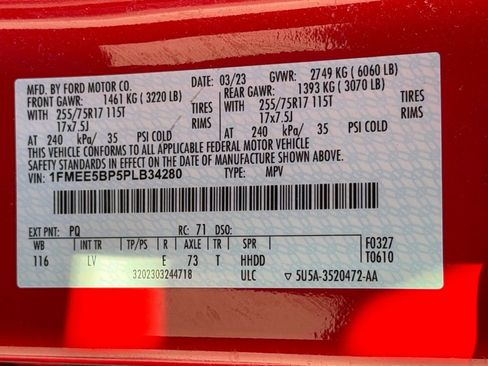 MFD. BY FORD MOTOR CO. DATE: 03/23 GVWR: 2749 KG ( 6060 LB)
FRONT GAWR: 1461 KG ( 3220 LB) REAR GAWR: 1393 KG ( 3070 LB)
WITH 255/75R17 115T TIRES WITH 255/75R17 115T TIRES
17x7.5J RIMS 17x7.5J RIMS
AT 240 kPa/ 35 PSI COLD AT 240 kPa/ 35 PSI COLD
THIS VEHICLE CONFORMS TO ALL APPLICABLE FEDERAL MOTOR VEHICLE
SAFETY STANDARDS IN EFFECT ON THE DATE OF MANUFACTURE SHOWN ABOVE.
VIN: 1FMEE5BP5PLB34280 TYPE: MPV
EXT PNT: PQ RC: 71 DSO:
WB INT TR TP/PS R AXLE TR SPR F0327
116 LV E 73 T HHDD T0610
3202303244718 ULC ▽ 5U5A-3520472-AA